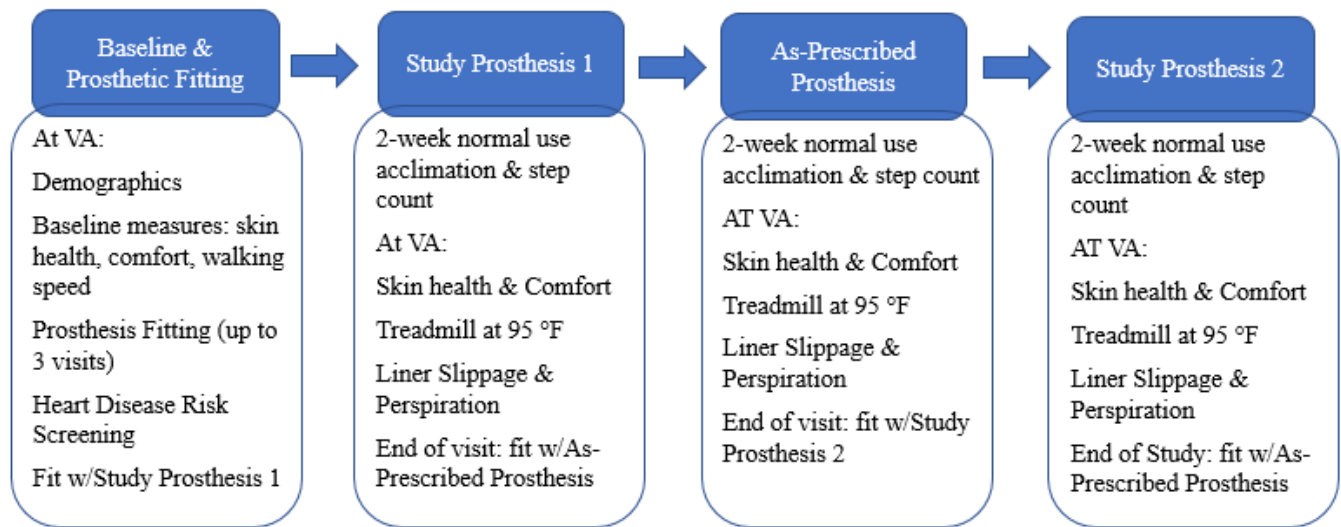 Baseline &
Prosthetic Fitting
At VA:
Demographics
Baseline measures: skin
health, comfort, walking
speed
Prosthesis Fitting (up to
3 visits)
Heart Disease Risk
Screening
Fit w/Study Prosthesis 1
Study Prosthesis 1
2-week normal use
acclimation & step
count
At VA:
Skin health & Comfort
Treadmill at 95 °F
Liner Slippage &
Perspiration
End of visit: fit w/As-
Prescribed Prosthesis
As-Prescribed
Prosthesis
2-week normal use
acclimation & step count
AT VA:
Skin health & Comfort
Treadmill at 95 °F
Liner Slippage &
Perspiration
End of visit: fit w/Study
Prosthesis 2
Study Prosthesis 2
2-week normal use
acclimation & step
count
AT VA:
Skin health & Comfort
Treadmill at 95 °F
Liner Slippage &
Perspiration
End of Study: fit w/As-
Prescribed Prosthesis